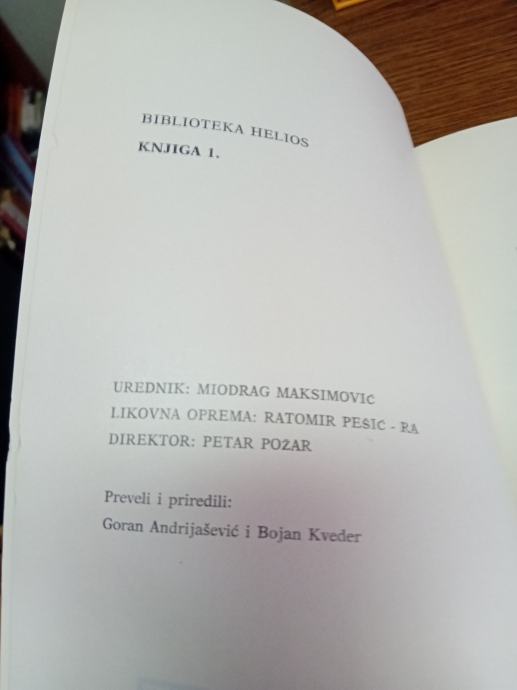 BIBLIOTEKA HELIOS
KNJIGA 1.
UREDNIK: MIODRAG MAKSIMOVIĆ
LIKOVNA OPREMA: RATOMIR PEŠIĆ - RA
DIREKTOR: PETAR POŽAR
Preveli i priredili:
Goran Andrijašević i Bojan Kveder